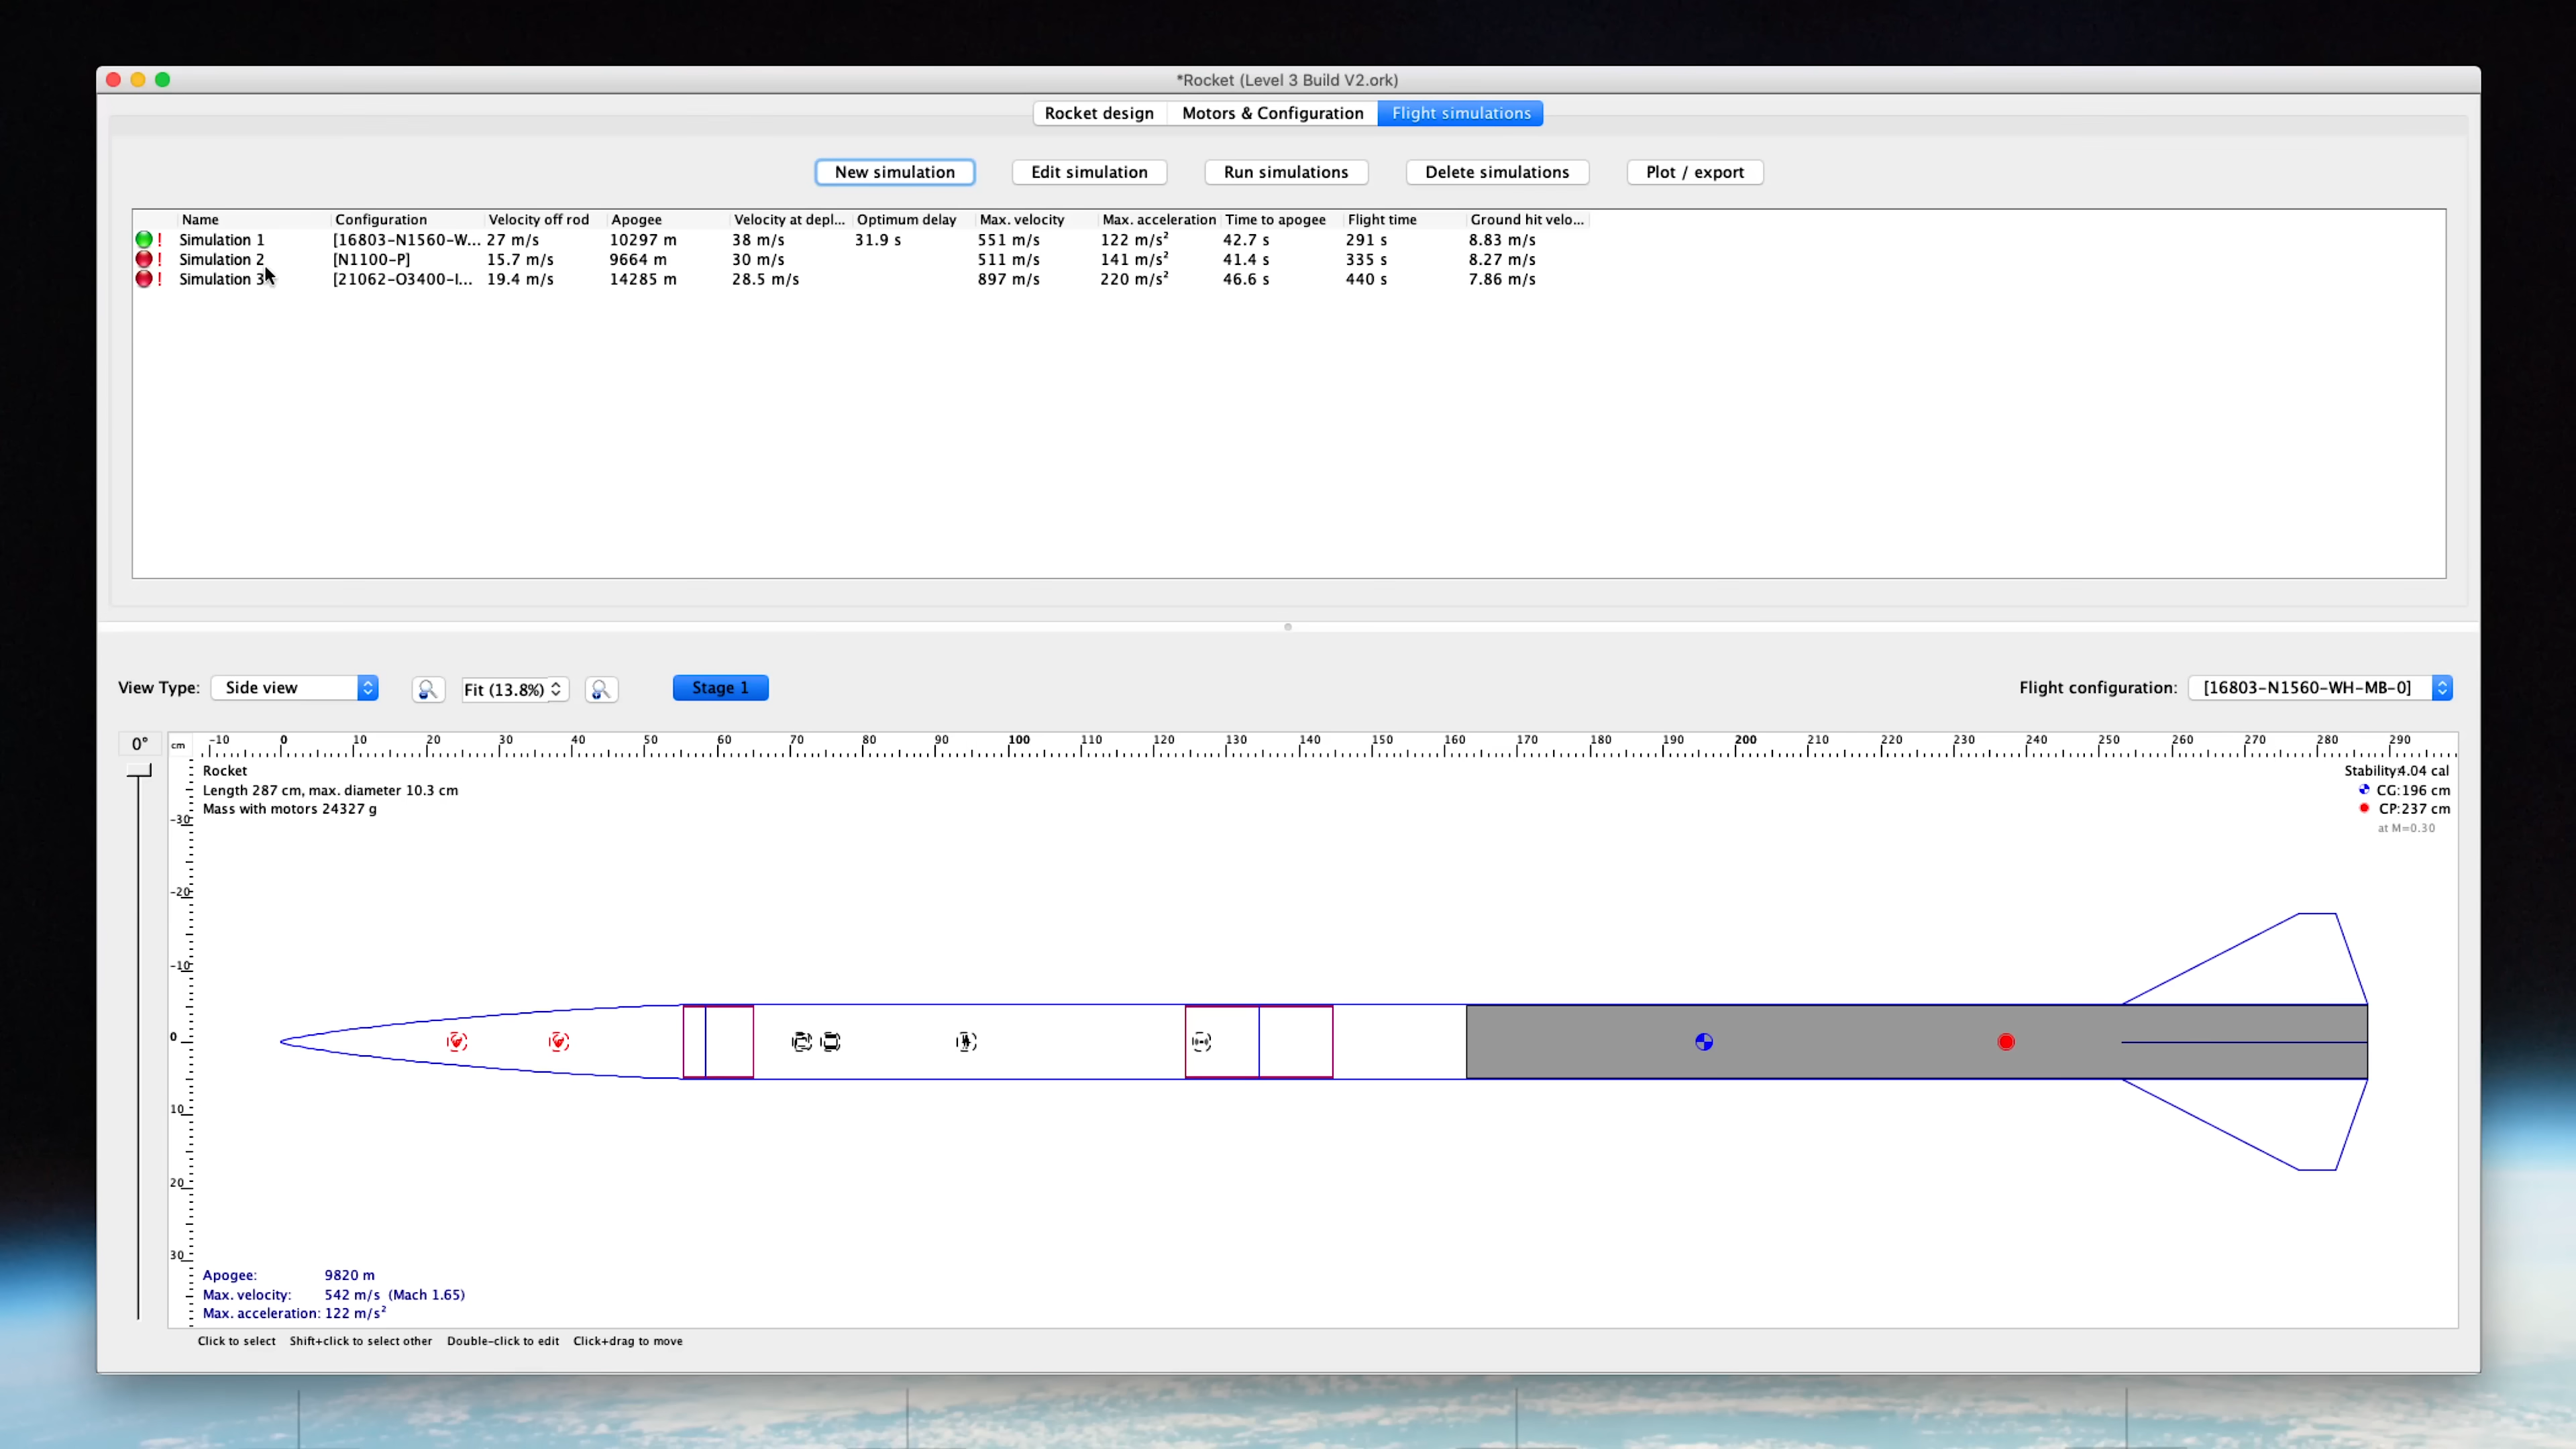 *Rocket (Level 3 Build V2.ork)
Rocket design Motors & Configuration Flight simulations
New simulation Edit simulation Run simulations Delete simulations Plot / export
Name Configuration Velocity off rod Apogee Velocity at depl... Optimum delay Max. velocity Max. acceleration Time to apogee Flight time Ground hit velo...
! Simulation 1 [16803-N1560-W... 27 m/s 10297 m 38 m/s 31.9 s 551 m/s 122 m/s² 42.7 s 291 s 8.83 m/s
! Simulation 2 [N1100-P] 15.7 m/s 9664 m 30 m/s 511 m/s 141 m/s² 41.4 s 335 s 8.27 m/s
! Simulation 3 [21062-O3400-I... 19.4 m/s 14285 m 28.5 m/s 897 m/s 220 m/s² 46.6 s 440 s 7.86 m/s
View Type: Side view Fit (13.8%) Stage 1 Flight configuration: [16803-N1560-WH-MB-0]
0° cm -10 0 10 20 30 40 50 60 70 80 90 100 110 120 130 140 150 160 170 180 190 200 210 220 230 240 250 260 270 280 290
Rocket Stability:4.04 cal
Length 287 cm, max. diameter 10.3 cm CG:196 cm
Mass with motors 24327 g CP:237 cm
-30 at M=0.30
-20
-10
0
10
20
30
Apogee: 9820 m
Max. velocity: 542 m/s (Mach 1.65)
Max. acceleration: 122 m/s²
Click to select Shift+click to select other Double-click to edit Click+drag to move